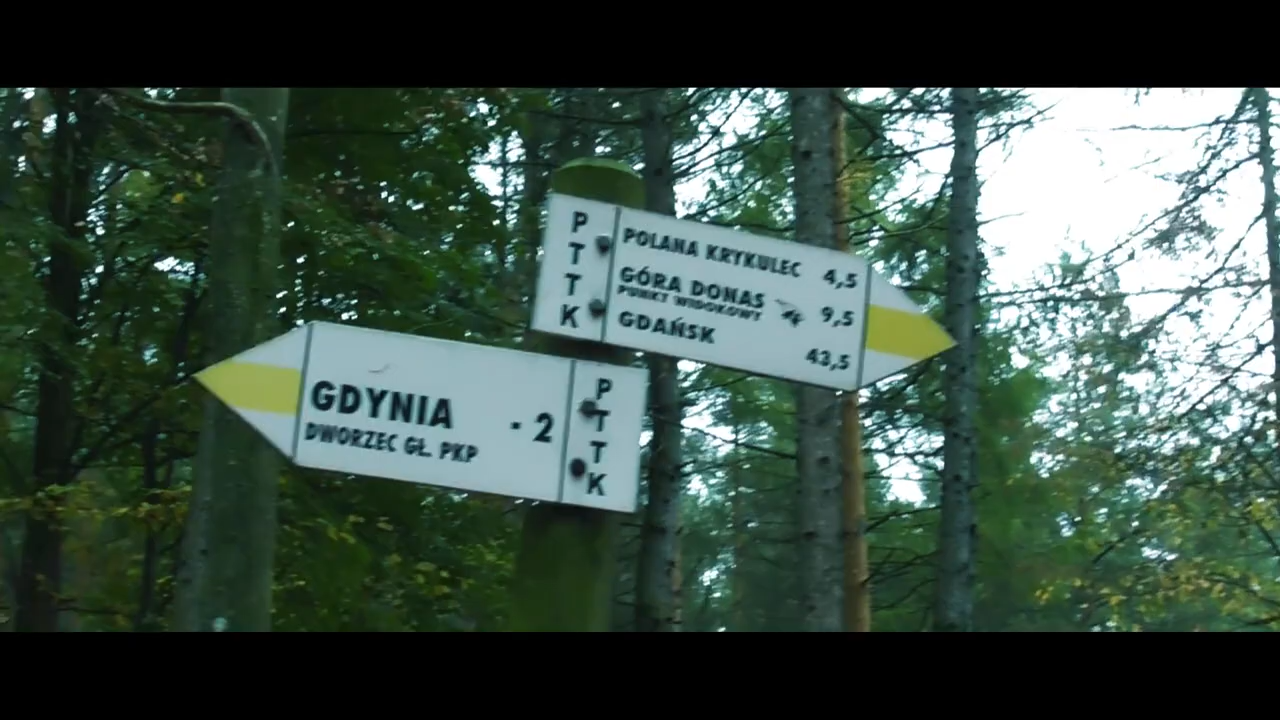 PTTK
POLANA KRYKULEC 4,5
GÓRA DONAS 9,5
PUNKT WIDOKOWY
GDAŃSK 43,5
GDYNIA - 2
DWORZEC GŁ. PKP
PTTK